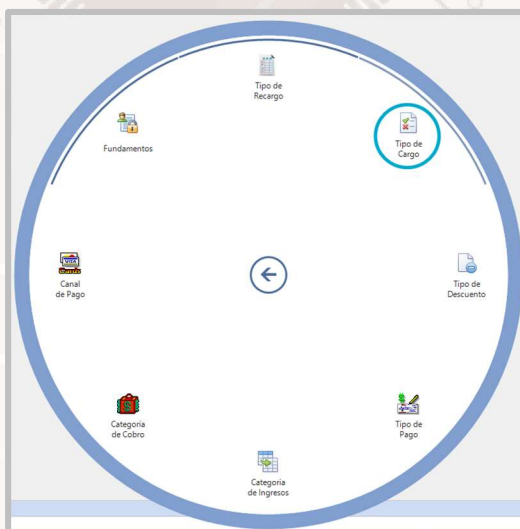 Tipo de
Recargo
Fundamentos
Tipo de
Cargo
Canal
de Pago
Tipo de
Descuento
Categoria
de Cobro
Tipo de
Pago
Categoria
de Ingresos